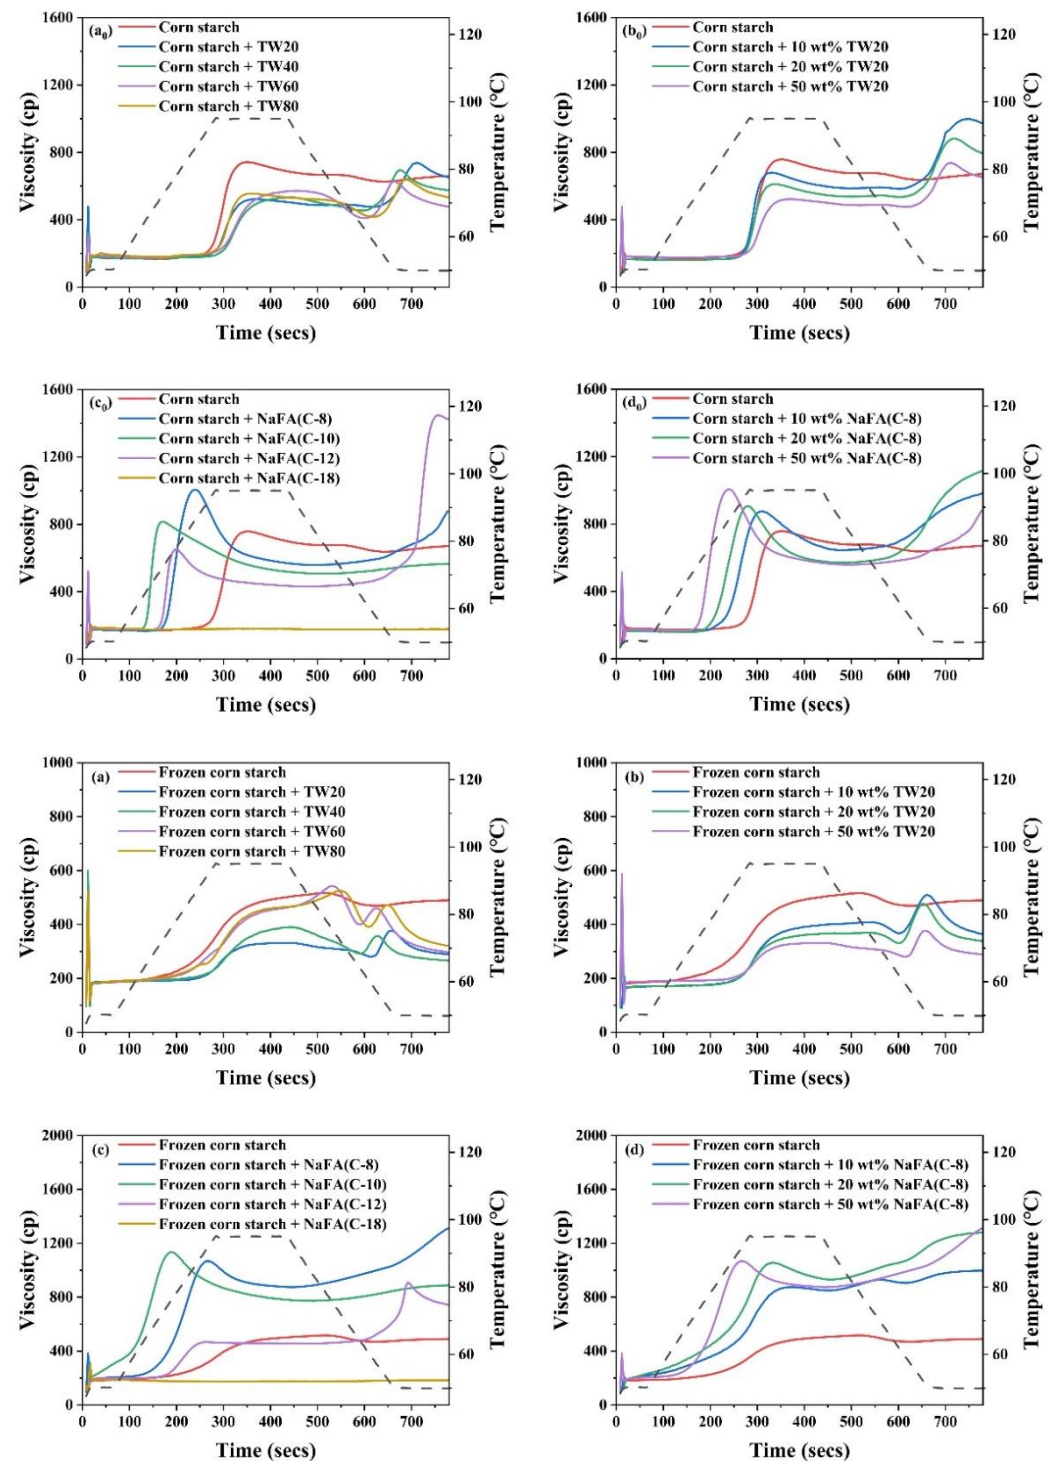 (a0)
Corn starch
Corn starch + TW20
Corn starch + TW40
Corn starch + TW60
Corn starch + TW80
1600
1200
800
400
0
Viscosity (cp)
120
100
80
60
Temperature (°C)
0 100 200 300 400 500 600 700
Time (secs)
(b0)
Corn starch
Corn starch + 10 wt% TW20
Corn starch + 20 wt% TW20
Corn starch + 50 wt% TW20
1600
1200
800
400
0
Viscosity (cp)
120
100
80
60
Temperature (°C)
0 100 200 300 400 500 600 700
Time (secs)
(c0)
Corn starch
Corn starch + NaFA(C-8)
Corn starch + NaFA(C-10)
Corn starch + NaFA(C-12)
Corn starch + NaFA(C-18)
1600
1200
800
400
0
Viscosity (cp)
120
100
80
60
Temperature (°C)
0 100 200 300 400 500 600 700
Time (secs)
(d0)
Corn starch
Corn starch + 10 wt% NaFA(C-8)
Corn starch + 20 wt% NaFA(C-8)
Corn starch + 50 wt% NaFA(C-8)
1600
1200
800
400
0
Viscosity (cp)
120
100
80
60
Temperature (°C)
0 100 200 300 400 500 600 700
Time (secs)
(a)
Frozen corn starch
Frozen corn starch + TW20
Frozen corn starch + TW40
Frozen corn starch + TW60
Frozen corn starch + TW80
1000
800
600
400
200
0
Viscosity (cp)
120
100
80
60
Temperature (°C)
0 100 200 300 400 500 600 700
Time (secs)
(b)
Frozen corn starch
Frozen corn starch + 10 wt% TW20
Frozen corn starch + 20 wt% TW20
Frozen corn starch + 50 wt% TW20
1000
800
600
400
200
0
Viscosity (cp)
120
100
80
60
Temperature (°C)
0 100 200 300 400 500 600 700
Time (secs)
(c)
Frozen corn starch
Frozen corn starch + NaFA(C-8)
Frozen corn starch + NaFA(C-10)
Frozen corn starch + NaFA(C-12)
Frozen corn starch + NaFA(C-18)
2000
1600
1200
800
400
0
Viscosity (cp)
120
100
80
60
Temperature (°C)
0 100 200 300 400 500 600 700
Time (secs)
(d)
Frozen corn starch
Frozen corn starch + 10 wt% NaFA(C-8)
Frozen corn starch + 20 wt% NaFA(C-8)
Frozen corn starch + 50 wt% NaFA(C-8)
2000
1600
1200
800
400
0
Viscosity (cp)
120
100
80
60
Temperature (°C)
0 100 200 300 400 500 600 700
Time (secs)